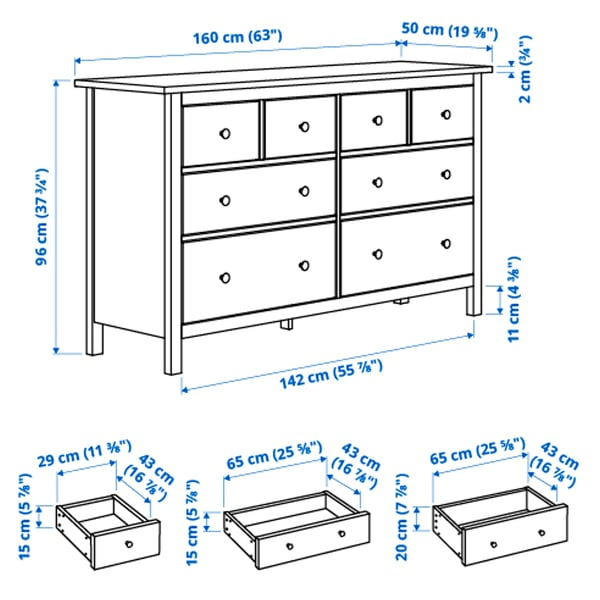 160 cm (63")
50 cm (19 ⅝")
2 cm (¾")
96 cm (37 ¾")
11 cm (4 ⅜")
142 cm (55 ⅞")
29 cm (11 ⅜")
43 cm
(16 ⅞")
15 cm (5 ⅞")
65 cm (25 ⅝")
43 cm
(16 ⅞")
15 cm (5 ⅞")
65 cm (25 ⅝")
43 cm
(16 ⅞")
20 cm (7 ⅞")